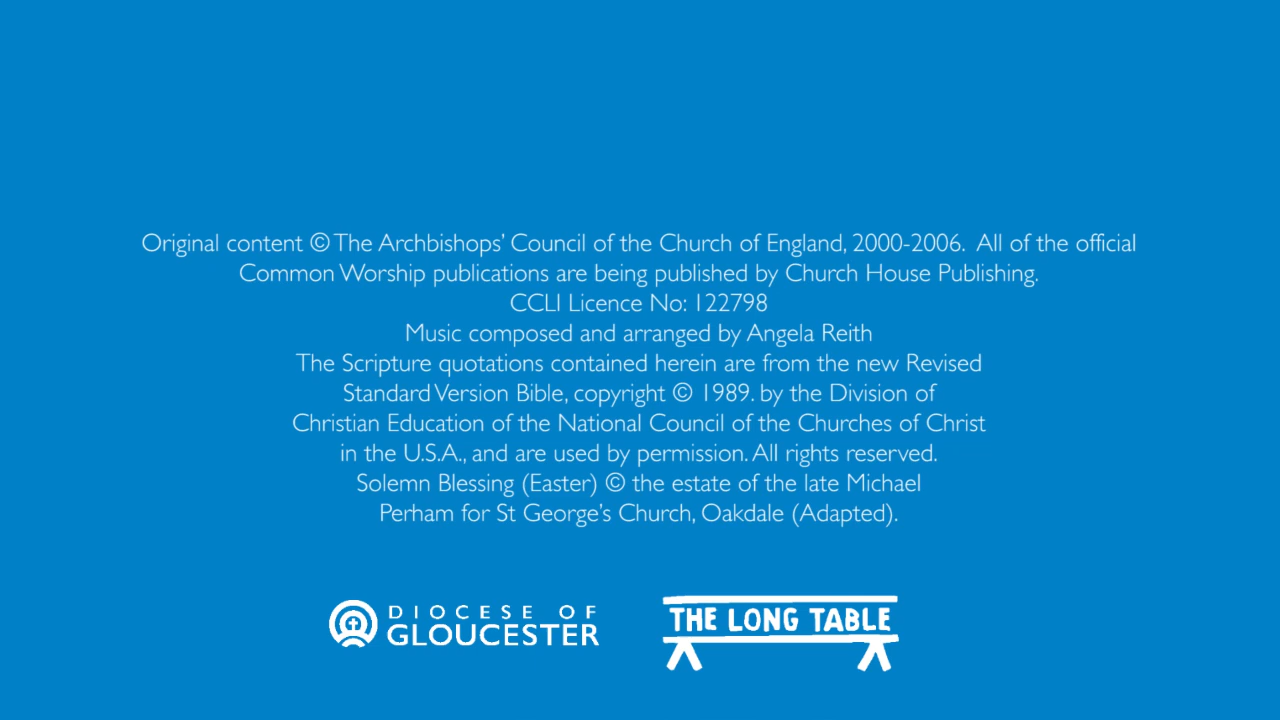 Original content © The Archbishops' Council of the Church of England, 2000-2006.  All of the official
Common Worship publications are being published by Church House Publishing.
CCLI Licence No: 122798
Music composed and arranged by Angela Reith
The Scripture quotations contained herein are from the new Revised
Standard Version Bible, copyright © 1989. by the Division of
Christian Education of the National Council of the Churches of Christ
in the U.S.A., and are used by permission. All rights reserved.
Solemn Blessing (Easter) © the estate of the late Michael
Perham for St George's Church, Oakdale (Adapted).
DIOCESE OF
GLOUCESTER
THE LONG TABLE